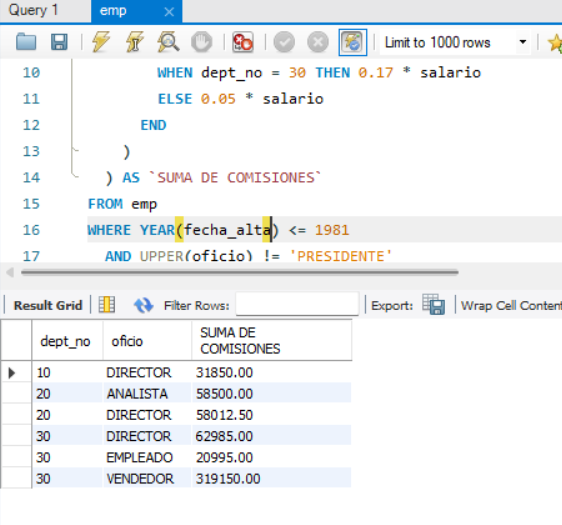 Query 1
emp
Limit to 1000 rows
10 WHEN dept_no = 30 THEN 0.17 * salario
11 ELSE 0.05 * salario
12 END
13 )
14 ) AS `SUMA DE COMISIONES`
15 FROM emp
16 WHERE YEAR(fecha_alta) <= 1981
17 AND UPPER(oficio) != 'PRESIDENTE'
Result Grid Filter Rows: Export: Wrap Cell Content
dept_no oficio SUMA DE
COMISIONES
10 DIRECTOR 31850.00
20 ANALISTA 58500.00
20 DIRECTOR 58012.50
30 DIRECTOR 62985.00
30 EMPLEADO 20995.00
30 VENDEDOR 319150.00